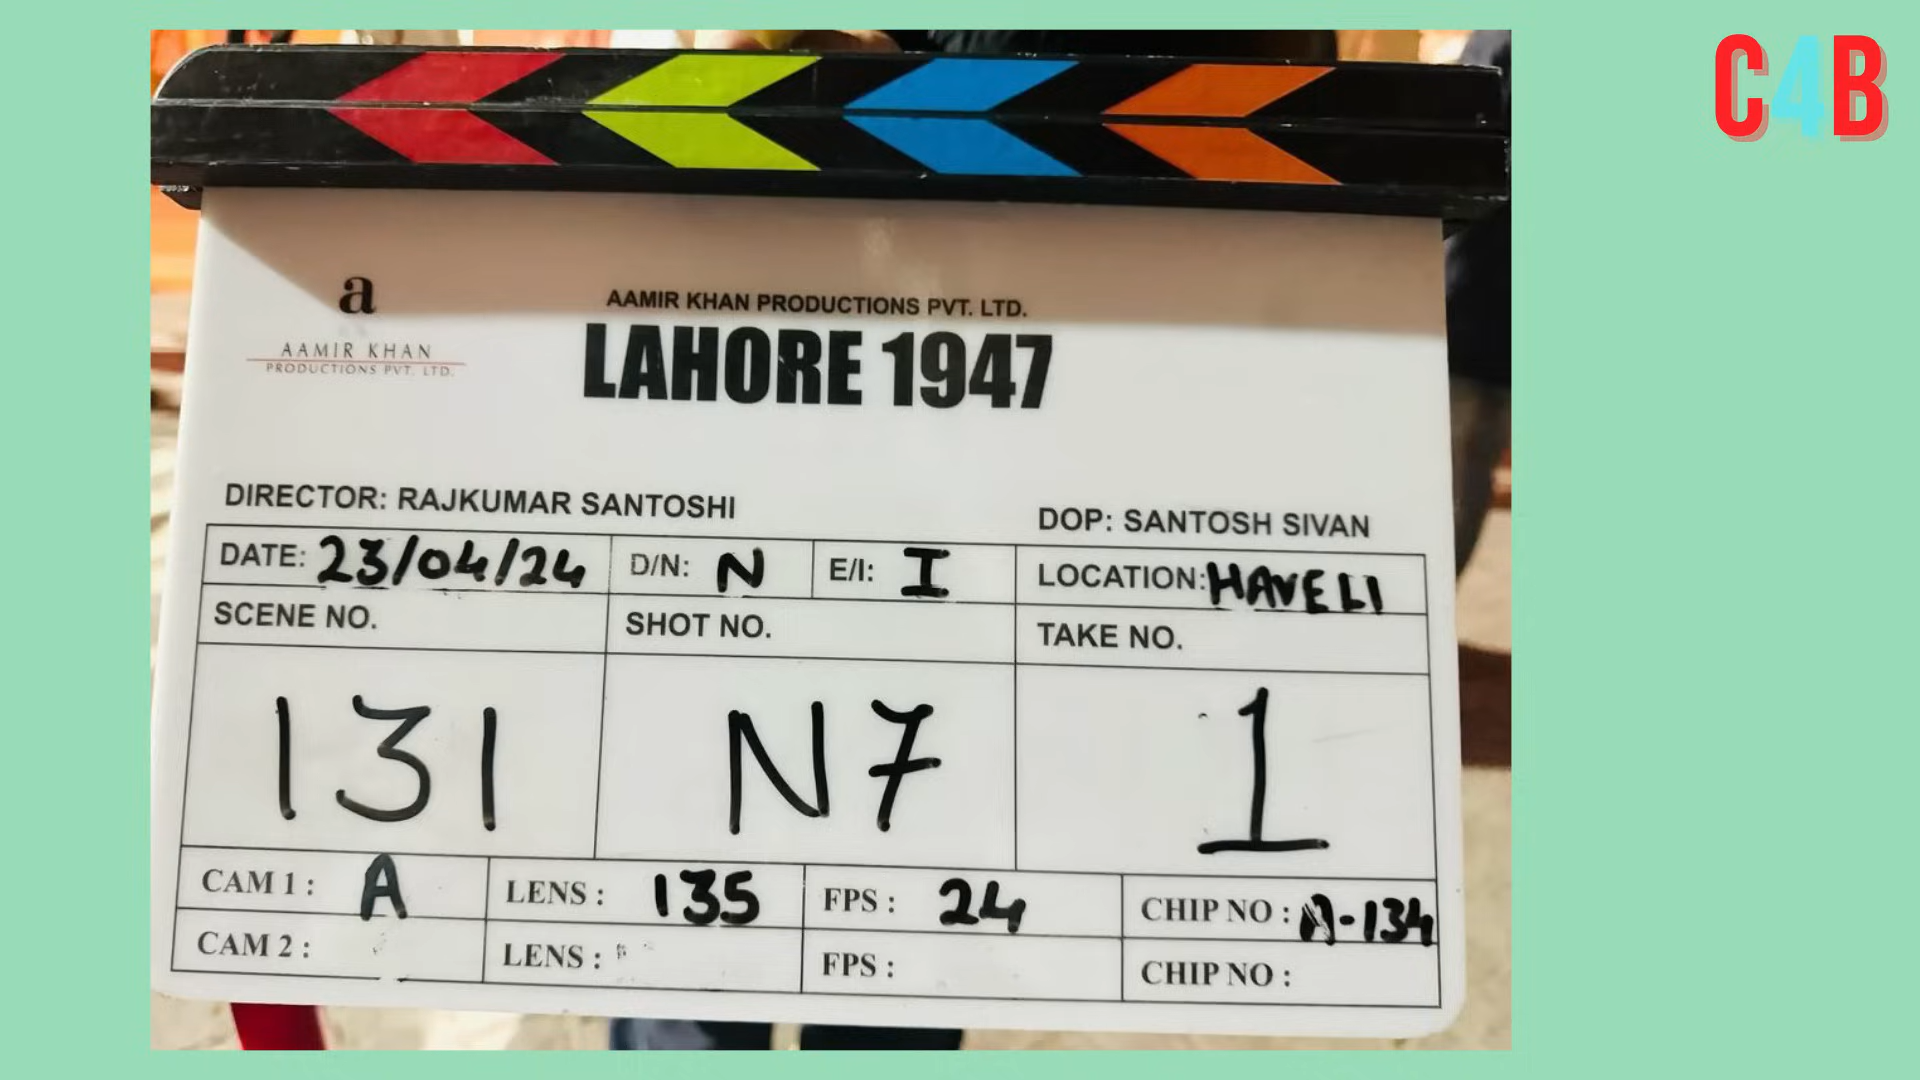 C4B
a
AAMIR KHAN
PRODUCTIONS PVT. LTD.
AAMIR KHAN PRODUCTIONS PVT. LTD.
LAHORE 1947
DIRECTOR: RAJKUMAR SANTOSHI
DOP: SANTOSH SIVAN
DATE: 23/04/24 D/N: N E/I: I LOCATION: HAVELI
SCENE NO. SHOT NO. TAKE NO.
131 N7 1
CAM 1 : A LENS : 135 FPS : 24 CHIP NO : A-134
CAM 2 : LENS : FPS : CHIP NO :